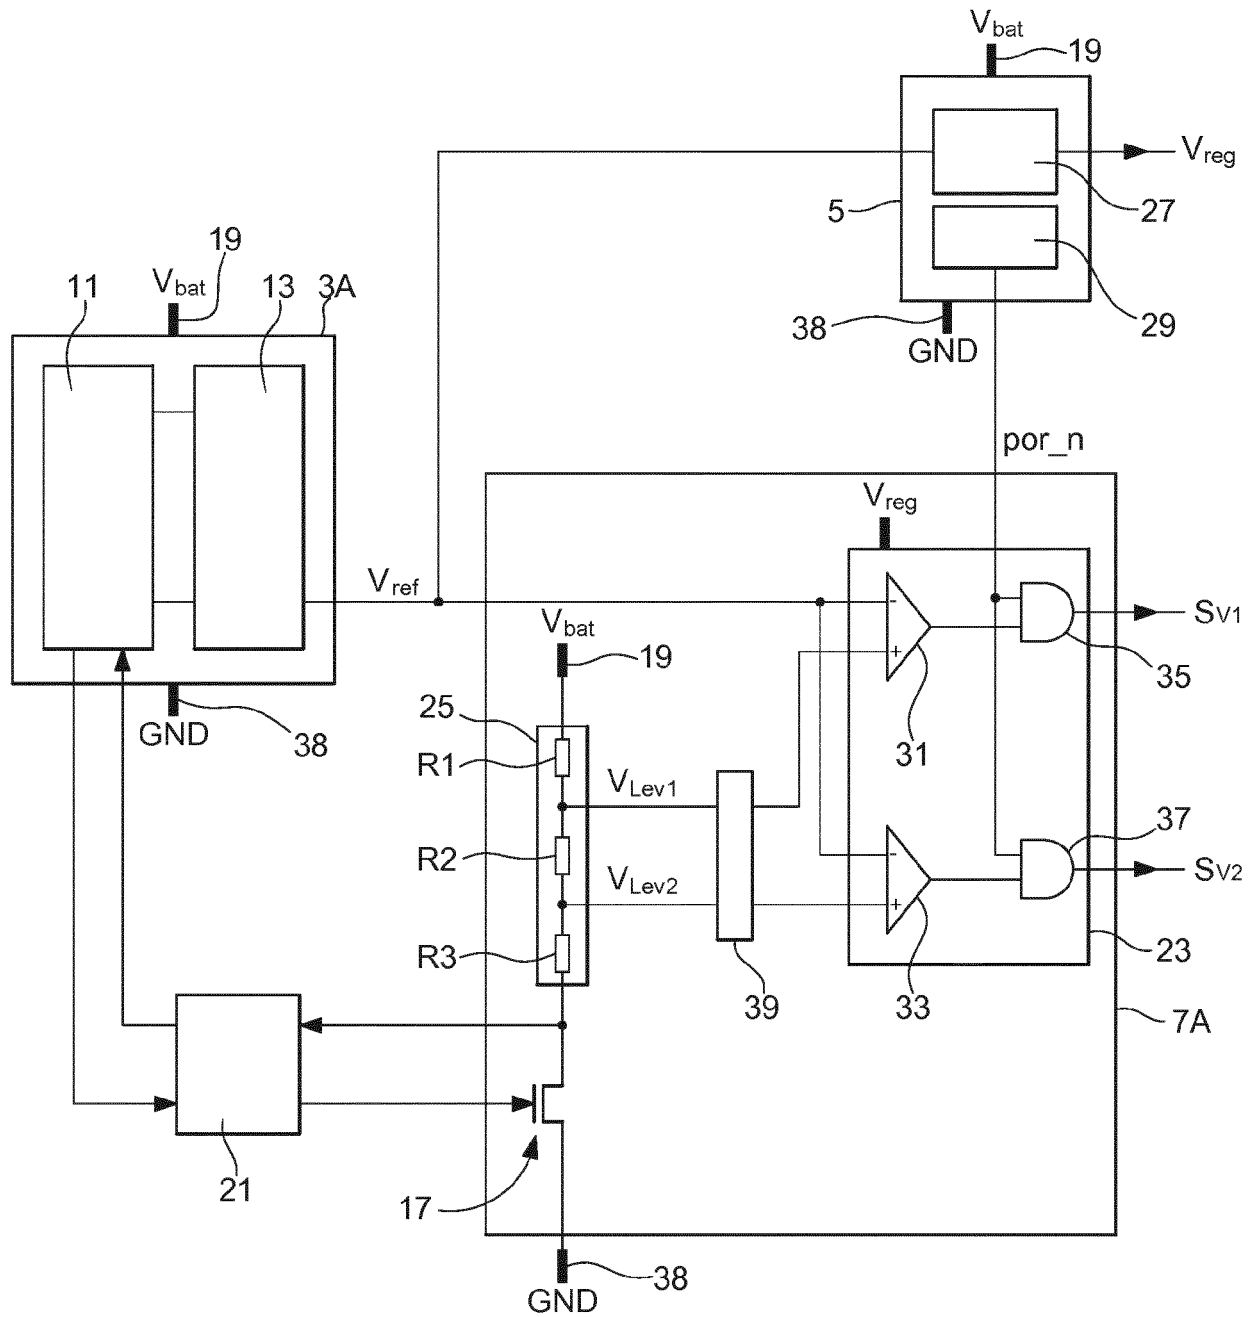 Vbat
19
Vreg
5
27
29
38
GND
19
Vbat
11
13
3A
por_n
Vreg
Vref
Vbat
19
SV1
35
GND
38
25
R1
31
VLev1
37
R2
VLev2
SV2
R3
23
39
33
7A
21
17
38
GND
-
+
-
+